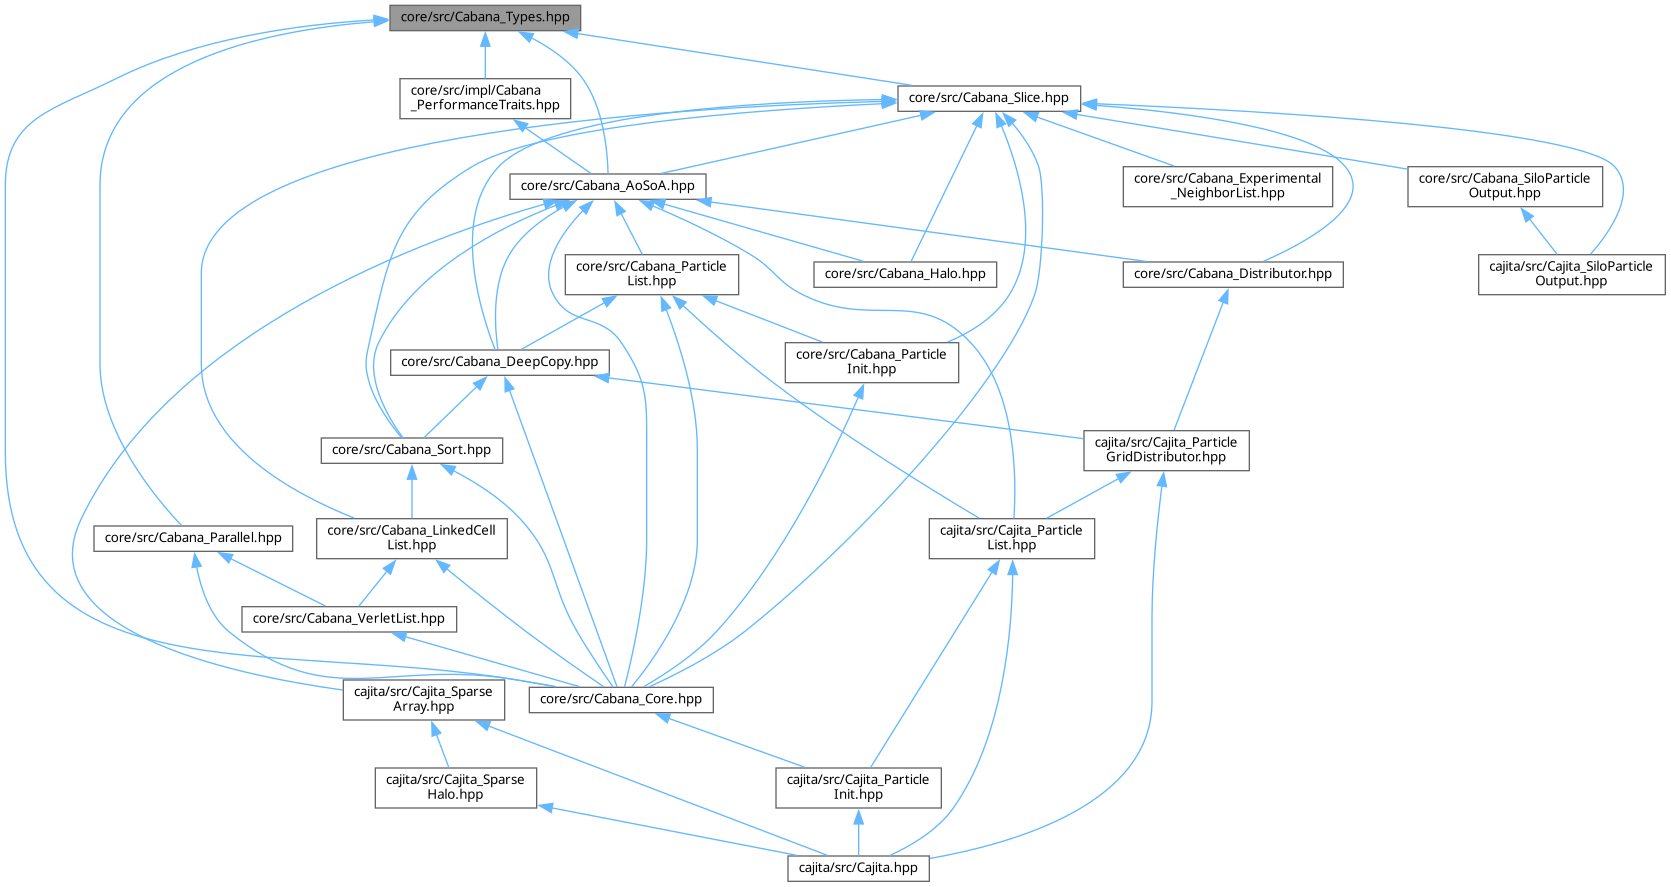 core/src/Cabana_Types.hpp
core/src/impl/Cabana
_PerformanceTraits.hpp
core/src/Cabana_Slice.hpp
core/src/Cabana_AoSoA.hpp
core/src/Cabana_Experimental
_NeighborList.hpp
core/src/Cabana_SiloParticle
Output.hpp
core/src/Cabana_Particle
List.hpp
core/src/Cabana_Halo.hpp
core/src/Cabana_Distributor.hpp
cajita/src/Cajita_SiloParticle
Output.hpp
core/src/Cabana_DeepCopy.hpp
core/src/Cabana_Particle
Init.hpp
core/src/Cabana_Sort.hpp
cajita/src/Cajita_Particle
GridDistributor.hpp
core/src/Cabana_Parallel.hpp
core/src/Cabana_LinkedCell
List.hpp
cajita/src/Cajita_Particle
List.hpp
core/src/Cabana_VerletList.hpp
cajita/src/Cajita_Sparse
Array.hpp
core/src/Cabana_Core.hpp
cajita/src/Cajita_Sparse
Halo.hpp
cajita/src/Cajita_Particle
Init.hpp
cajita/src/Cajita.hpp